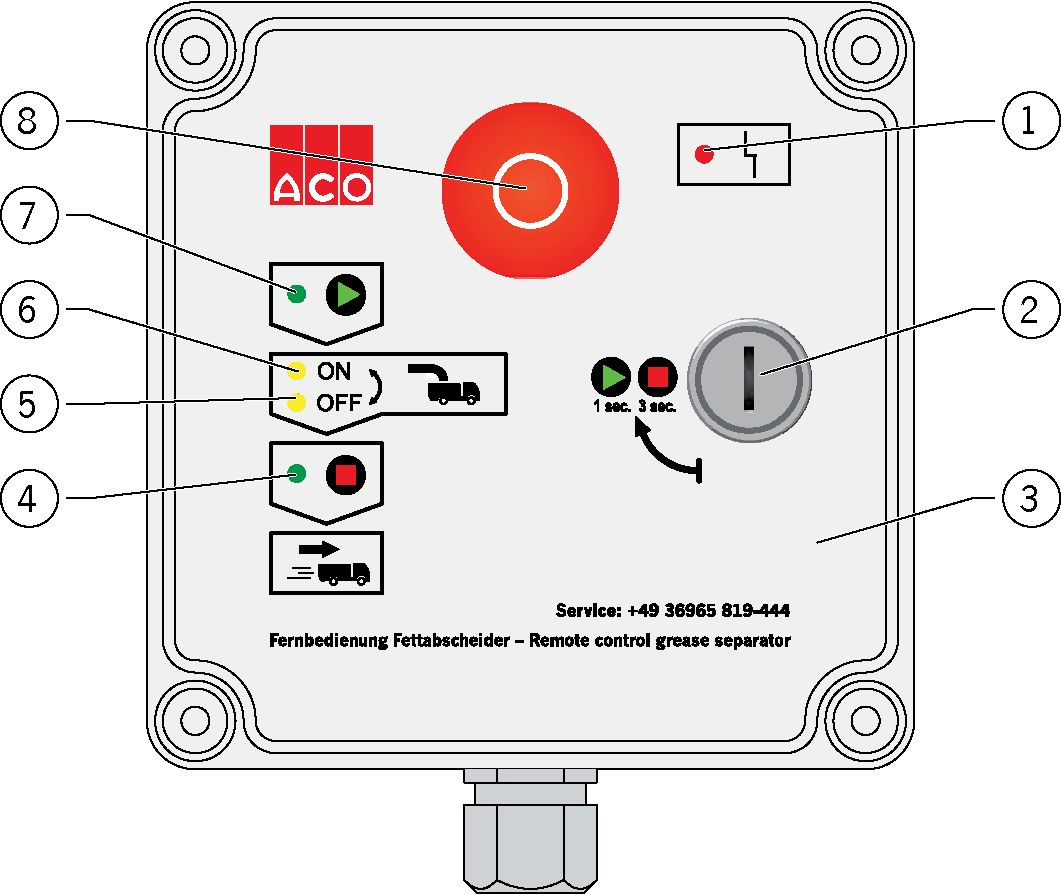 8
1
ACO
7
6
ON
2
5
OFF
1 sec. 3 sec.
4
3
Service: +49 36965 819-444
Fernbedienung Fettabscheider – Remote control grease separator